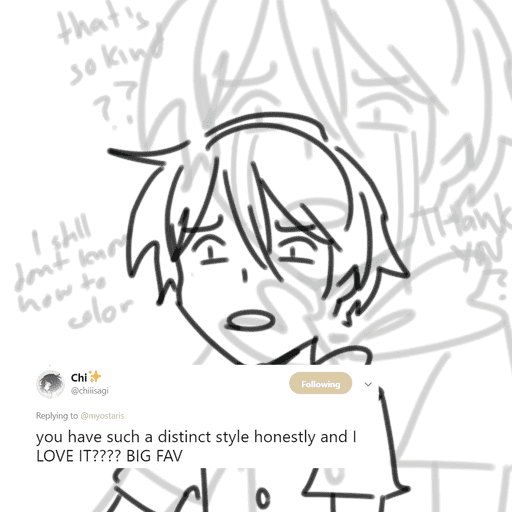 that's
so kind
??
I still
dont know
how to
color
Thank
you
?
Chi✨
@chiiisagi
Following
Replying to @myostaris
you have such a distinct style honestly and I
LOVE IT???? BIG FAV